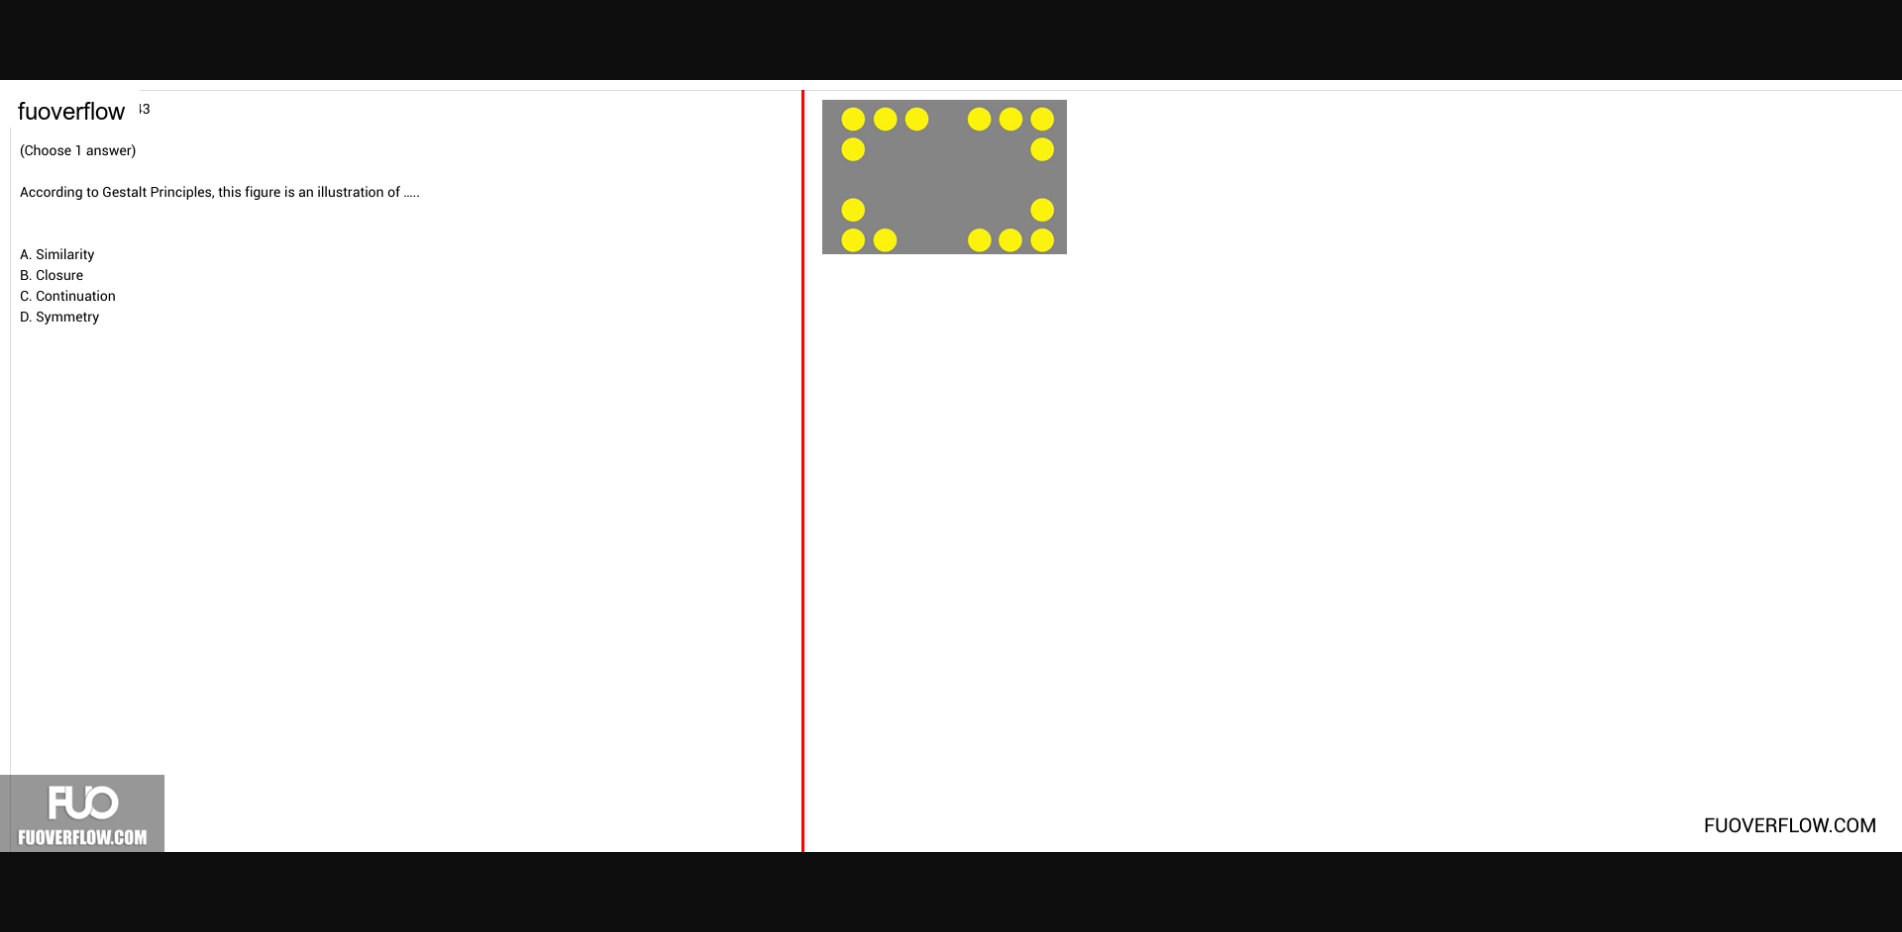 fuoverflow 43
(Choose 1 answer)
According to Gestalt Principles, this figure is an illustration of .....
A. Similarity
B. Closure
C. Continuation
D. Symmetry
FUO
FUOVERFLOW.COM
FUOVERFLOW.COM